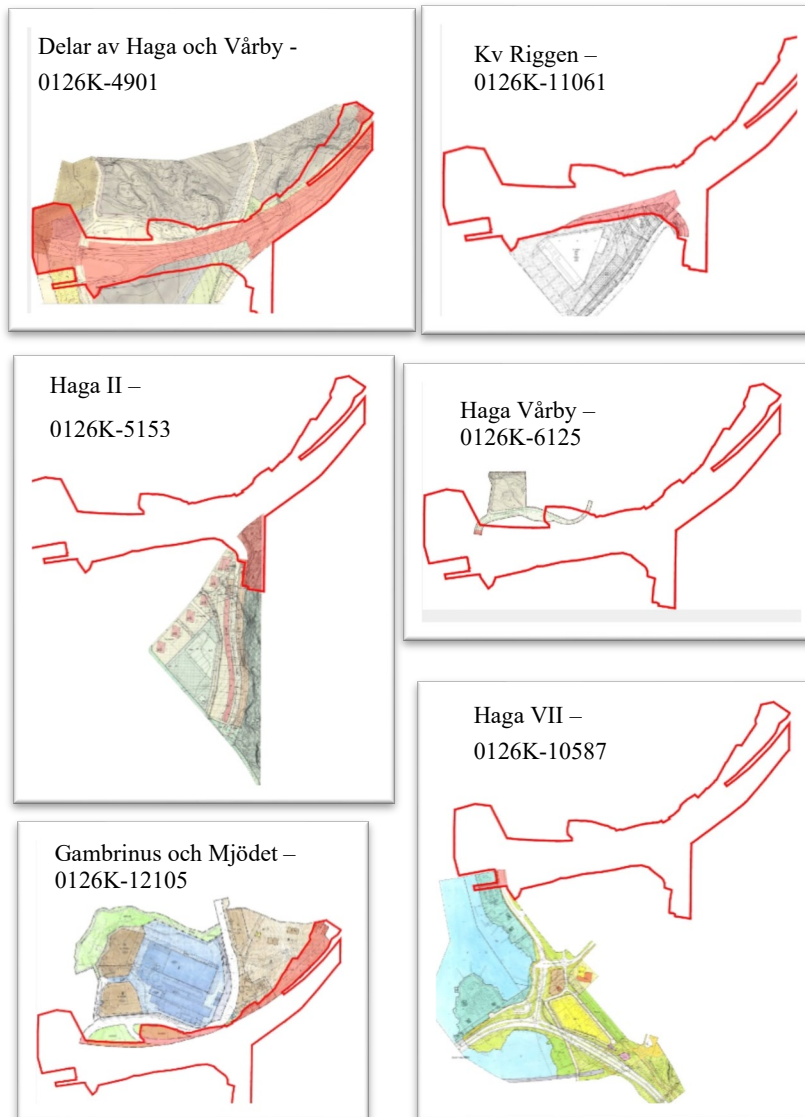 Delar av Haga och Vårby -
0126K-4901
Kv Riggen –
0126K-11061
Haga II –
0126K-5153
Haga Vårby –
0126K-6125
Haga VII –
0126K-10587
Gambrinus och Mjödet –
0126K-12105